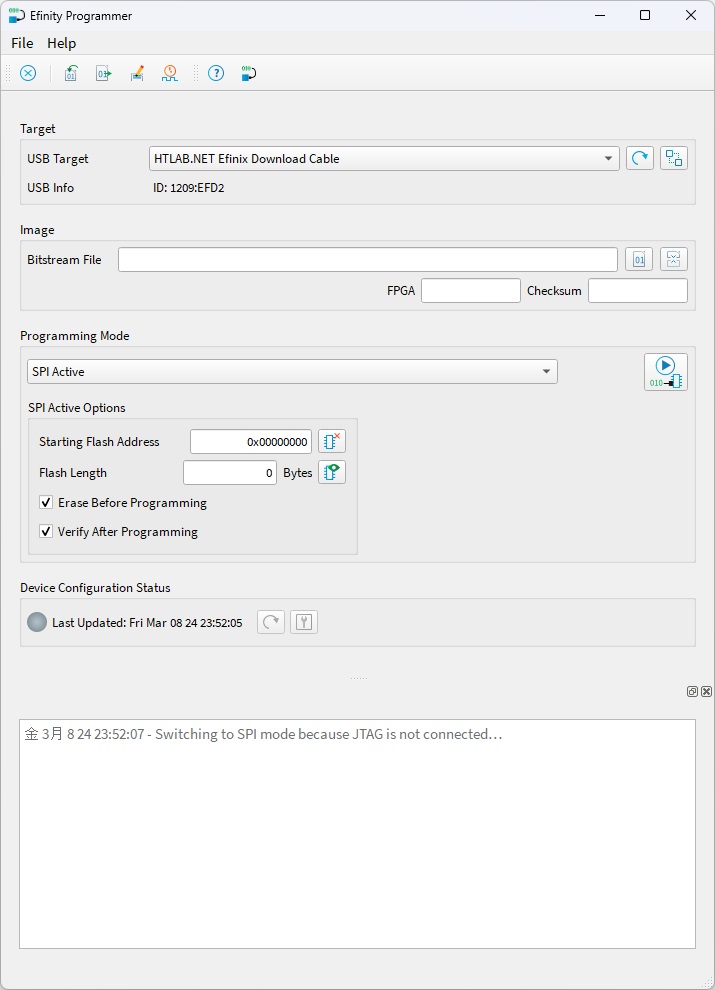 Efinity Programmer
File Help
Target
USB Target HTLAB.NET Efinix Download Cable
USB Info ID: 1209:EFD2
Image
Bitstream File
FPGA Checksum
Programming Mode
SPI Active
SPI Active Options
Starting Flash Address 0x00000000
Flash Length 0 Bytes
Erase Before Programming
Verify After Programming
Device Configuration Status
Last Updated: Fri Mar 08 24 23:52:05
金 3月 8 24 23:52:07 - Switching to SPI mode because JTAG is not connected...